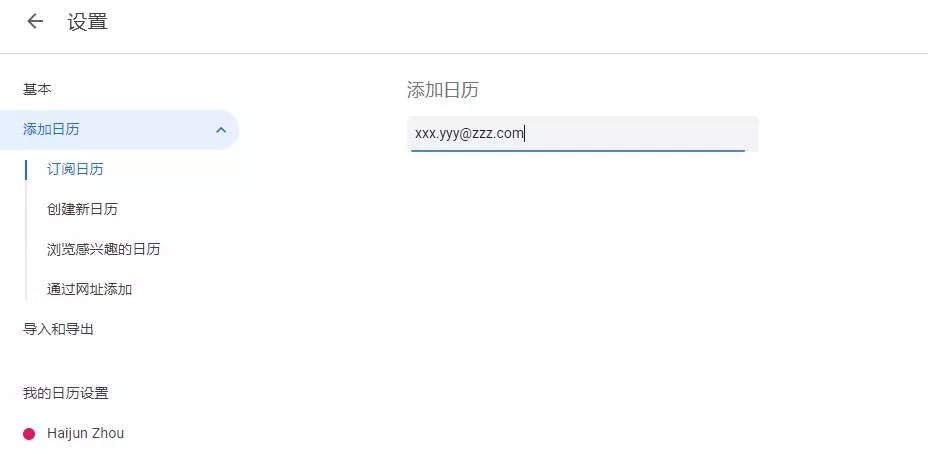 设置
基本
添加日历
订阅日历
创建新日历
浏览感兴趣的日历
通过网址添加
导入和导出
我的日历设置
Haijun Zhou
添加日历
xxx.yyy@zzz.com